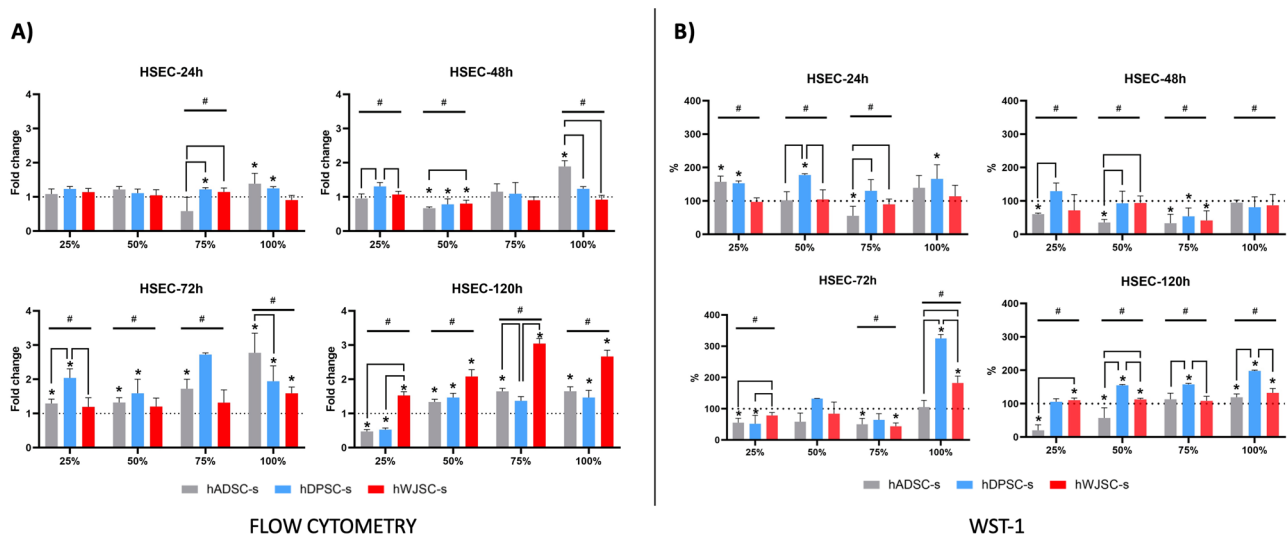 A)
HSEC-24h
Fold change
4
3
2
1
0
#
* * *
25% 50% 75% 100%
HSEC-48h
Fold change
4
3
2
1
0
# # #
* * * *
25% 50% 75% 100%
HSEC-72h
Fold change
4
3
2
1
0
# # # #
* * * * * * * *
25% 50% 75% 100%
HSEC-120h
Fold change
4
3
2
1
0
# # # #
* * * * * * * * * * * *
25% 50% 75% 100%
hADSC-s hDPSC-s hWJSC-s
FLOW CYTOMETRY
B)
HSEC-24h
%
400
300
200
100
0
# # #
* * * * *
25% 50% 75% 100%
HSEC-48h
%
400
300
200
100
0
# # # #
* * * * *
25% 50% 75% 100%
HSEC-72h
%
400
300
200
100
0
# # #
* * * * * *
25% 50% 75% 100%
HSEC-120h
%
400
300
200
100
0
# # # #
* * * * * * * * *
25% 50% 75% 100%
hADSC-s hDPSC-s hWJSC-s
WST-1